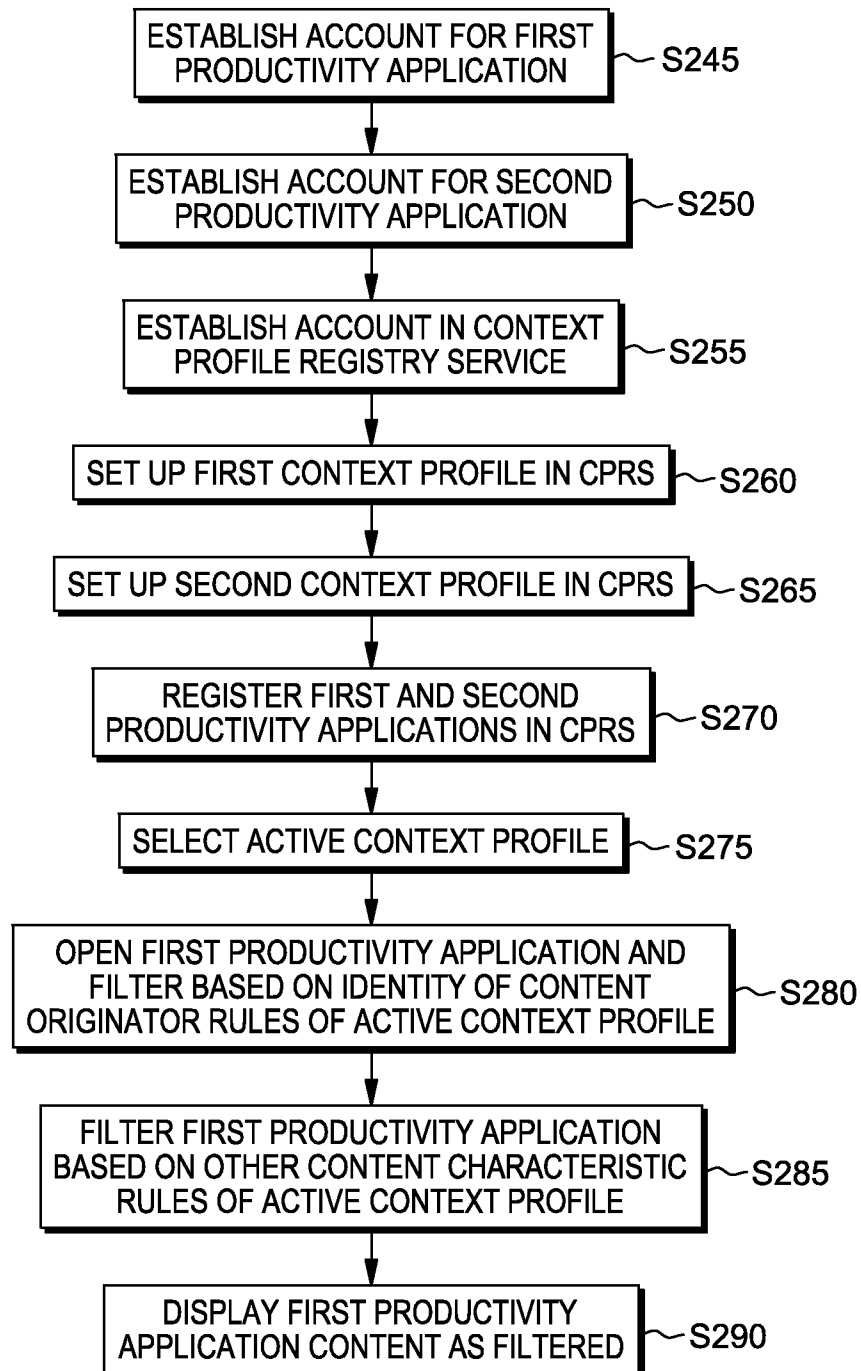 ESTABLISH ACCOUNT FOR FIRST
PRODUCTIVITY APPLICATION
S245
ESTABLISH ACCOUNT FOR SECOND
PRODUCTIVITY APPLICATION
S250
ESTABLISH ACCOUNT IN CONTEXT
PROFILE REGISTRY SERVICE
S255
SET UP FIRST CONTEXT PROFILE IN CPRS
S260
SET UP SECOND CONTEXT PROFILE IN CPRS
S265
REGISTER FIRST AND SECOND
PRODUCTIVITY APPLICATIONS IN CPRS
S270
SELECT ACTIVE CONTEXT PROFILE
S275
OPEN FIRST PRODUCTIVITY APPLICATION AND
FILTER BASED ON IDENTITY OF CONTENT
ORIGINATOR RULES OF ACTIVE CONTEXT PROFILE
S280
FILTER FIRST PRODUCTIVITY APPLICATION
BASED ON OTHER CONTENT CHARACTERISTIC
RULES OF ACTIVE CONTEXT PROFILE
S285
DISPLAY FIRST PRODUCTIVITY
APPLICATION CONTENT AS FILTERED
S290